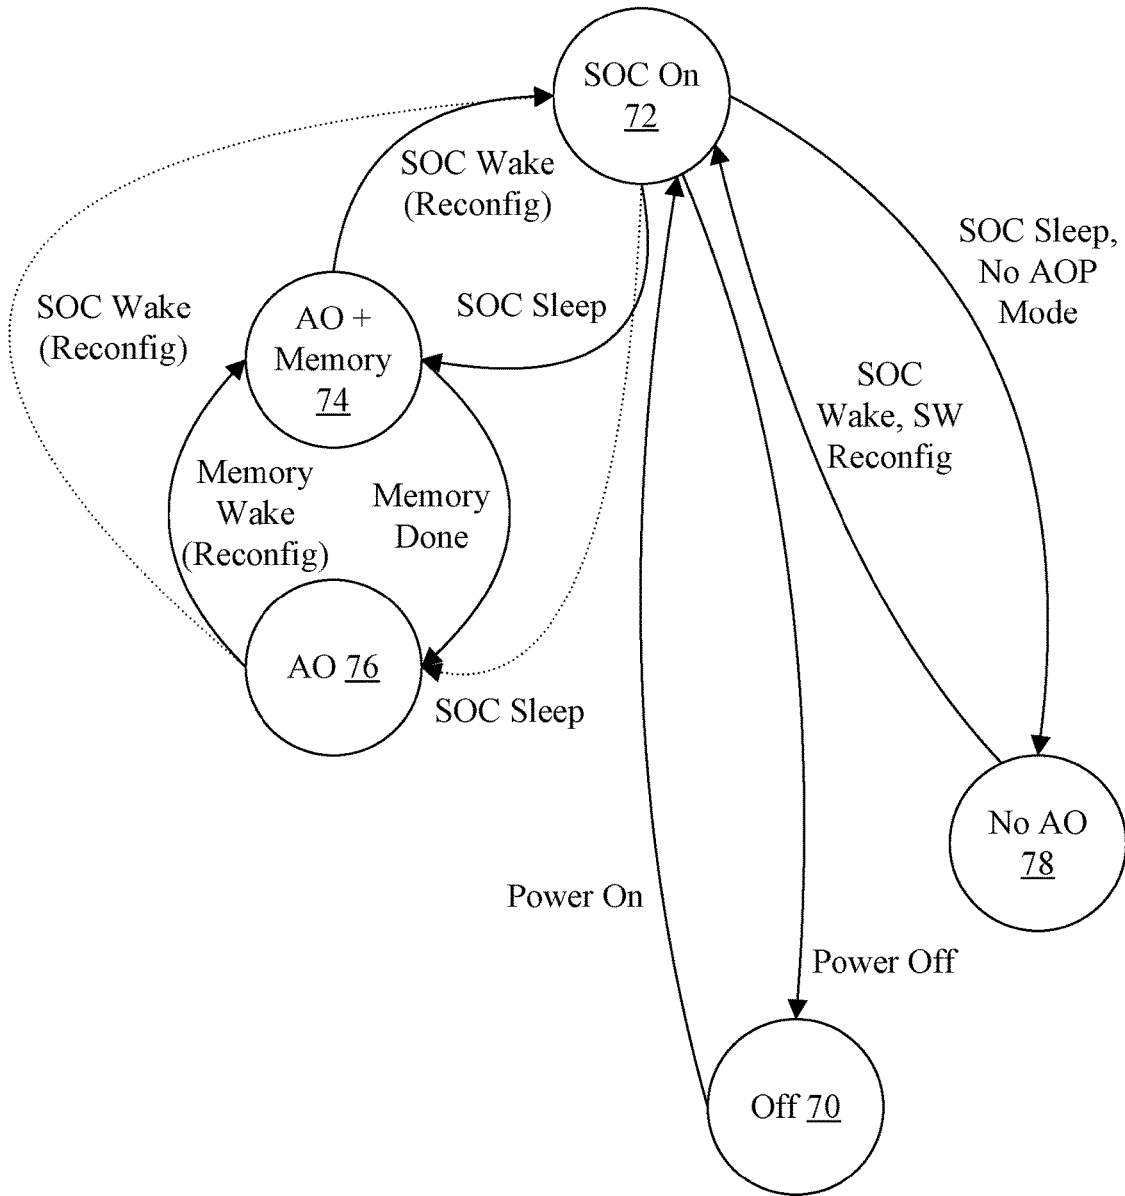 SOC On
72
SOC Wake
(Reconfig)
SOC Sleep,
No AOP
Mode
SOC Wake
(Reconfig)
SOC Sleep
AO +
Memory
74
SOC
Wake, SW
Reconfig
Memory
Wake
(Reconfig)
Memory
Done
AO 76
SOC Sleep
No AO
78
Power On
Power Off
Off 70